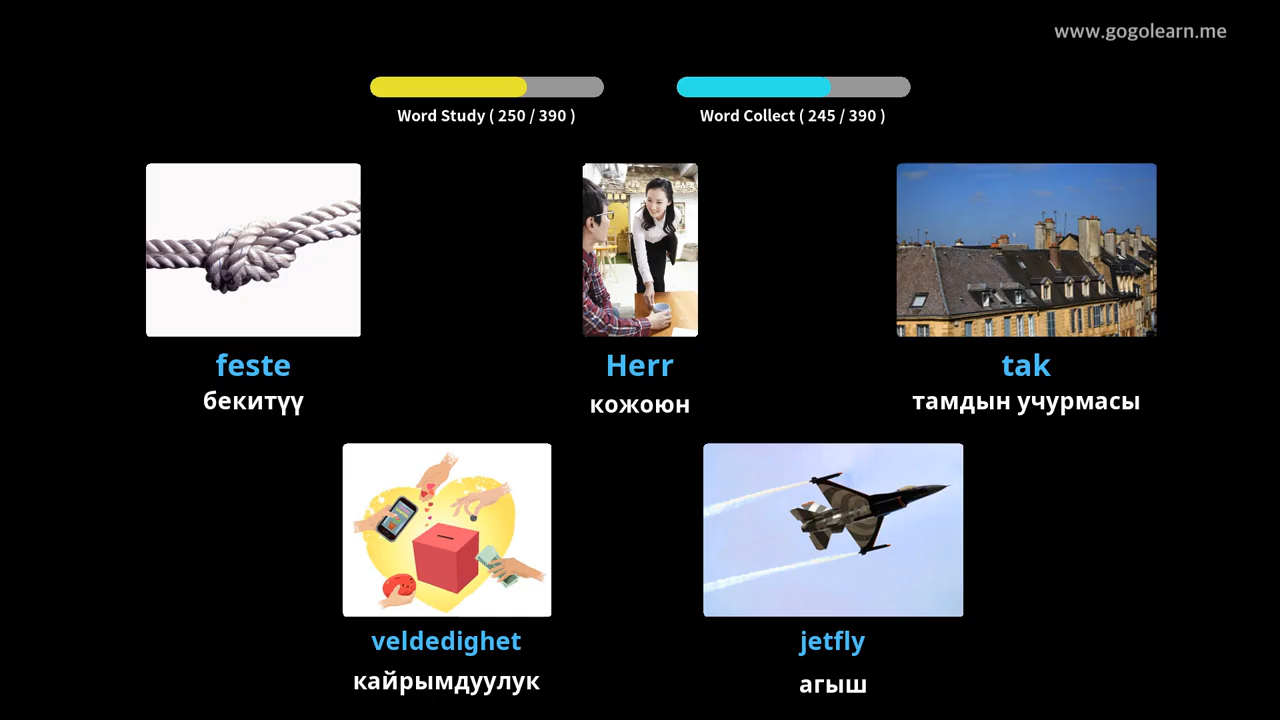 www.gogolearn.me
Word Study ( 250 / 390 )
Word Collect ( 245 / 390 )
feste
бекитүү
Herr
кожоюн
tak
тамдын учурмасы
veldedighet
кайрымдуулук
jetfly
агыш